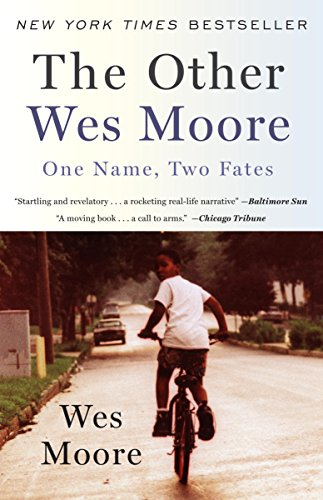 NEW YORK TIMES BESTSELLER
The Other
Wes Moore
One Name, Two Fates
"Startling and revelatory . . . a rocketing real-life narrative" —Baltimore Sun
"A moving book . . . a call to arms." —Chicago Tribune
Wes
Moore